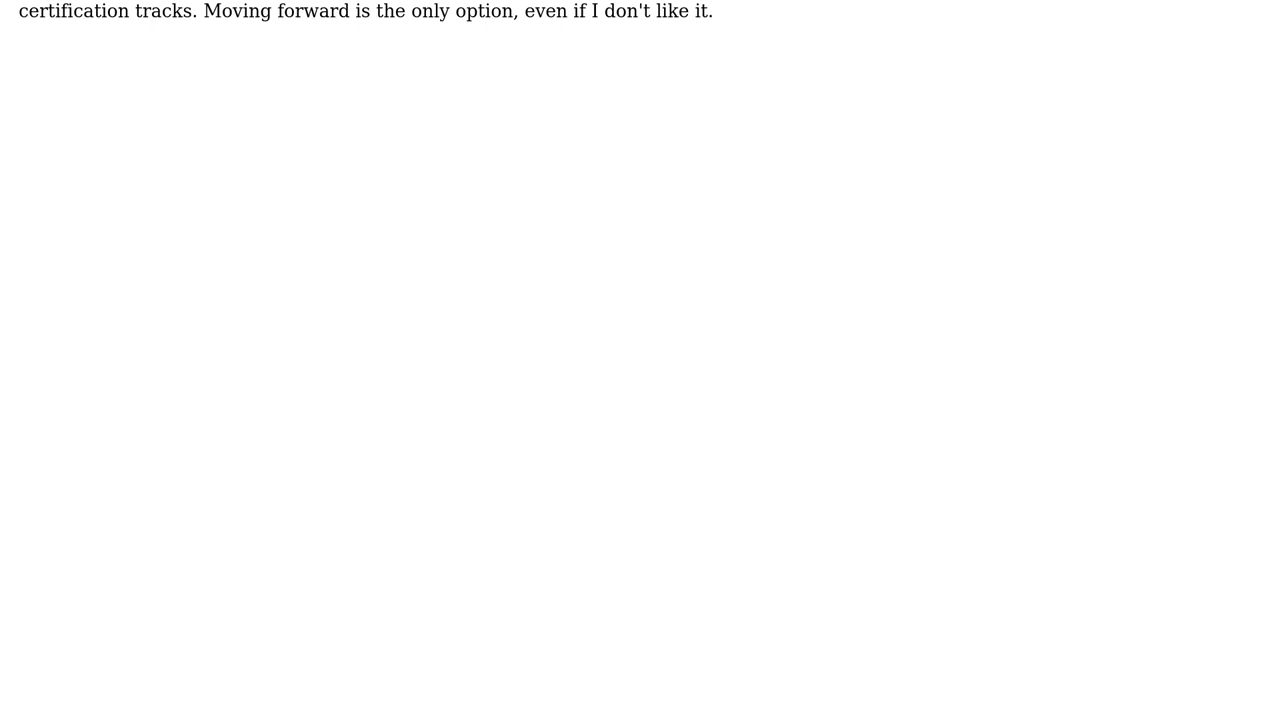 certification tracks. Moving forward is the only option, even if I don't like it.